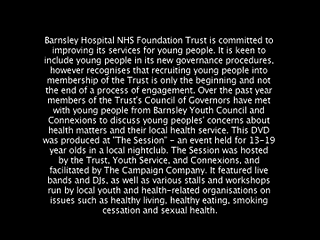 Barnsley Hospital NHS Foundation Trust is committed to
improving its services for young people. It is keen to
include young people in its new governance procedures,
however recognises that recruiting young people into
membership of the Trust is only the beginning and not
the end of a process of engagement. Over the past year
members of the Trust's Council of Governors have met
with young people from Barnsley Youth Council and
Connexions to discuss young peoples' concerns about
health matters and their local health service. This DVD
was produced at "The Session" - an event held for 13-19
year olds in a local nightclub. The Session was hosted
by the Trust, Youth Service, and Connexions, and
facilitated by The Campaign Company. It featured live
bands and DJs, as well as various stalls and workshops
run by local youth and health-related organisations on
issues such as healthy living, healthy eating, smoking
cessation and sexual health.